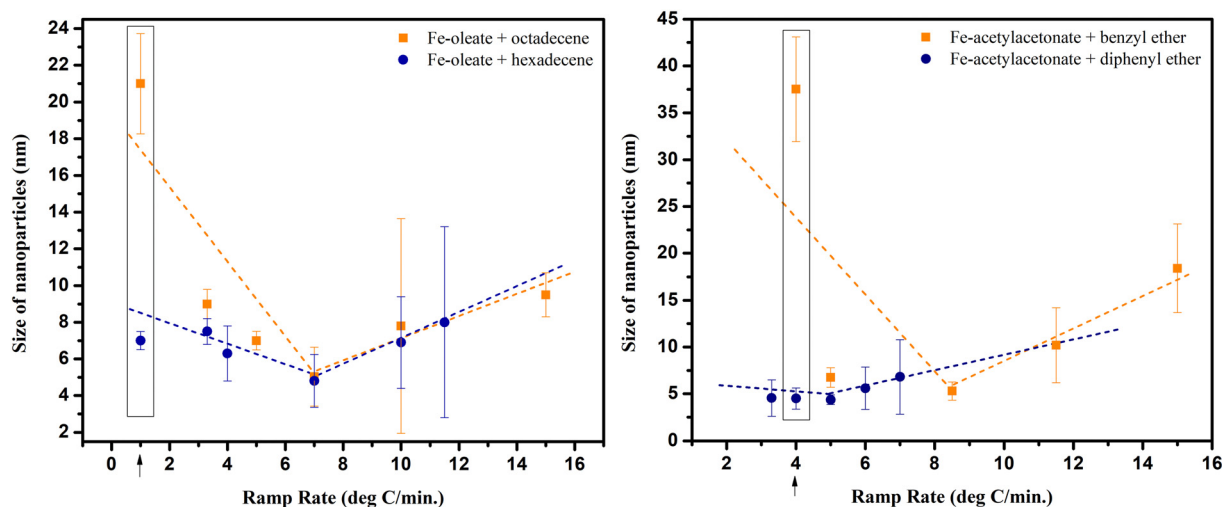 Fe-oleate + octadecene
Fe-oleate + hexadecene
24
22
20
18
16
14
12
10
8
6
4
2
Size of nanoparticles (nm)
0 2 4 6 8 10 12 14 16
Ramp Rate (deg C/min.)
Fe-acetylacetonate + benzyl ether
Fe-acetylacetonate + diphenyl ether
45
40
35
30
25
20
15
10
5
0
Size of nanoparticles (nm)
2 4 6 8 10 12 14 16
Ramp Rate (deg C/min.)